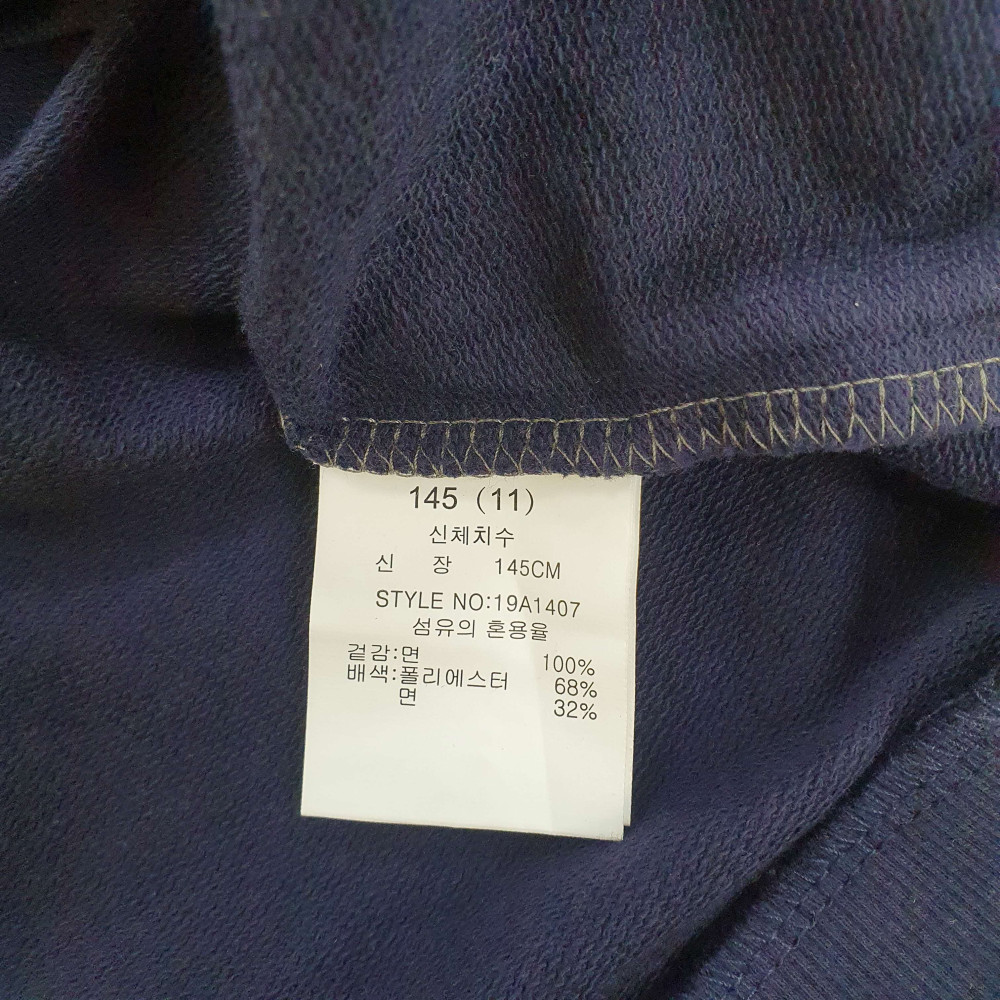 145 (11)
신체치수
신 장 145CM
STYLE NO:19A1407
섬유의 혼용율
겉감:면 100%
배색:폴리에스터 68%
면 32%